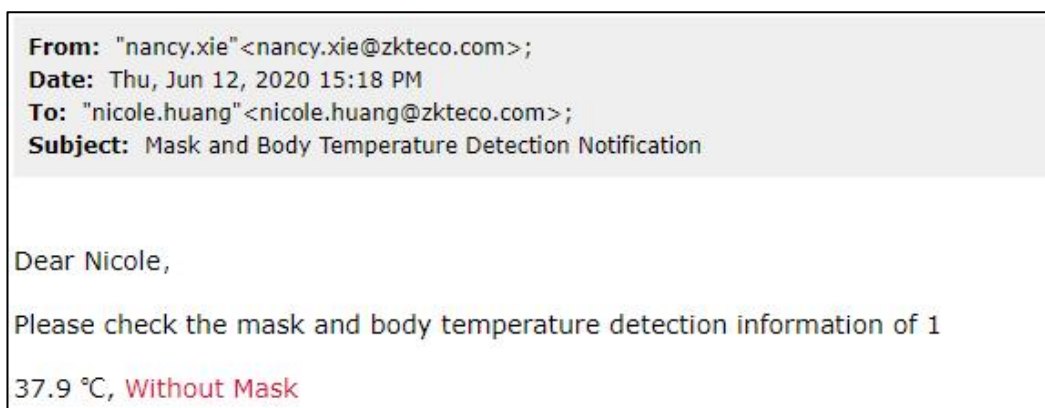 From: "nancy.xie"<nancy.xie@zkteco.com>;
Date: Thu, Jun 12, 2020 15:18 PM
To: "nicole.huang"<nicole.huang@zkteco.com>;
Subject: Mask and Body Temperature Detection Notification
Dear Nicole,
Please check the mask and body temperature detection information of 1
37.9 ℃, Without Mask